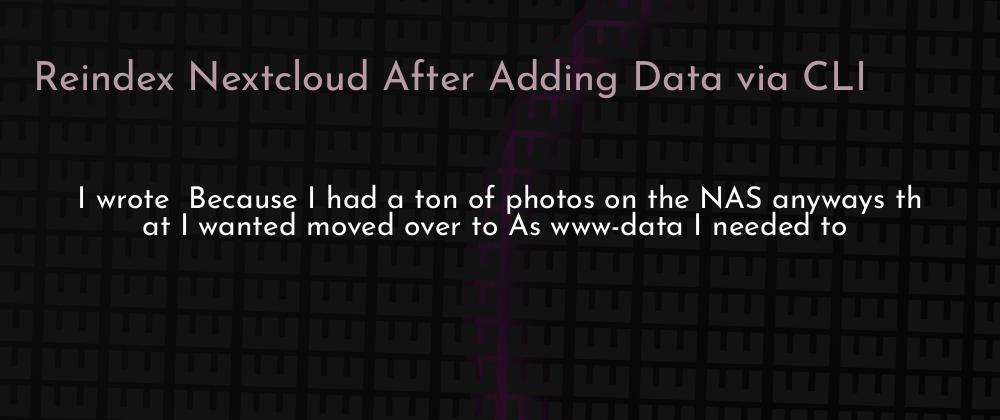 Reindex Nextcloud After Adding Data via CLI
I wrote  Because I had a ton of photos on the NAS anyways th
at I wanted moved over to As www-data I needed to